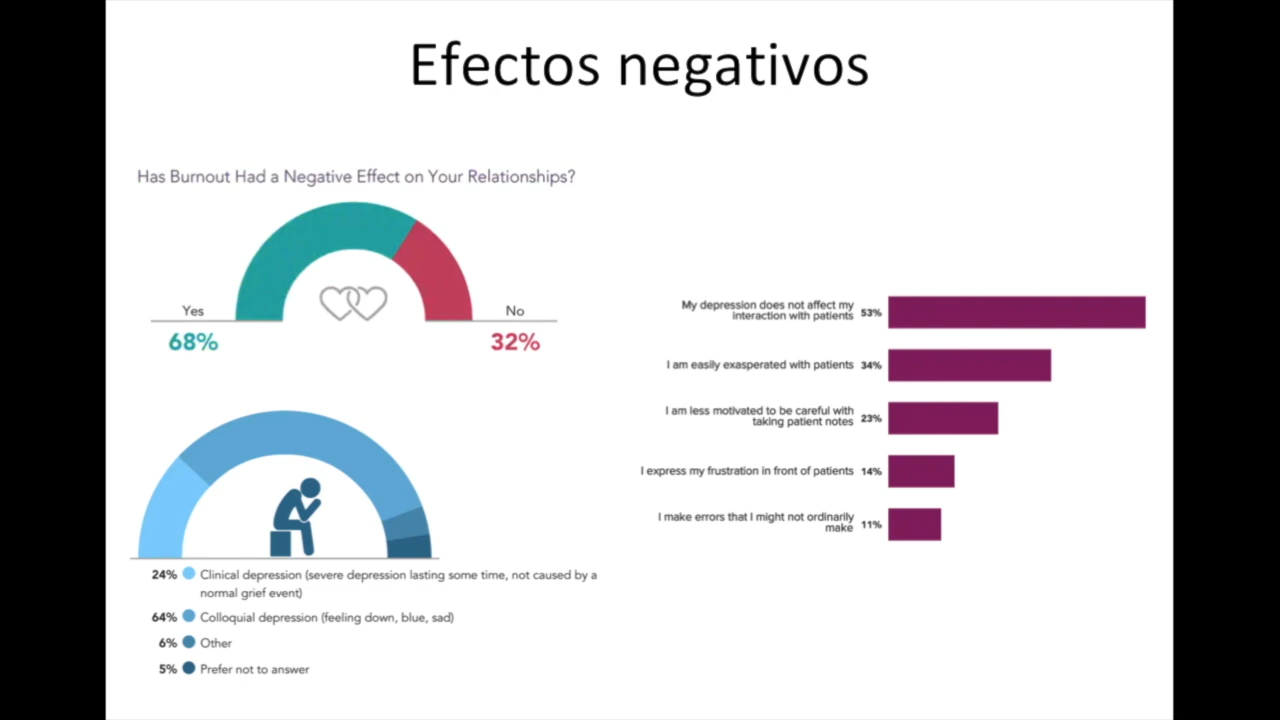 Efectos negativos
Has Burnout Had a Negative Effect on Your Relationships?
Yes
68%
No
32%
24% Clinical depression (severe depression lasting some time, not caused by a
normal grief event)
64% Colloquial depression (feeling down, blue, sad)
6% Other
5% Prefer not to answer
My depression does not affect my
interaction with patients 53%
I am easily exasperated with patients 34%
I am less motivated to be careful with
taking patient notes 23%
I express my frustration in front of patients 14%
I make errors that I might not ordinarily
make 11%